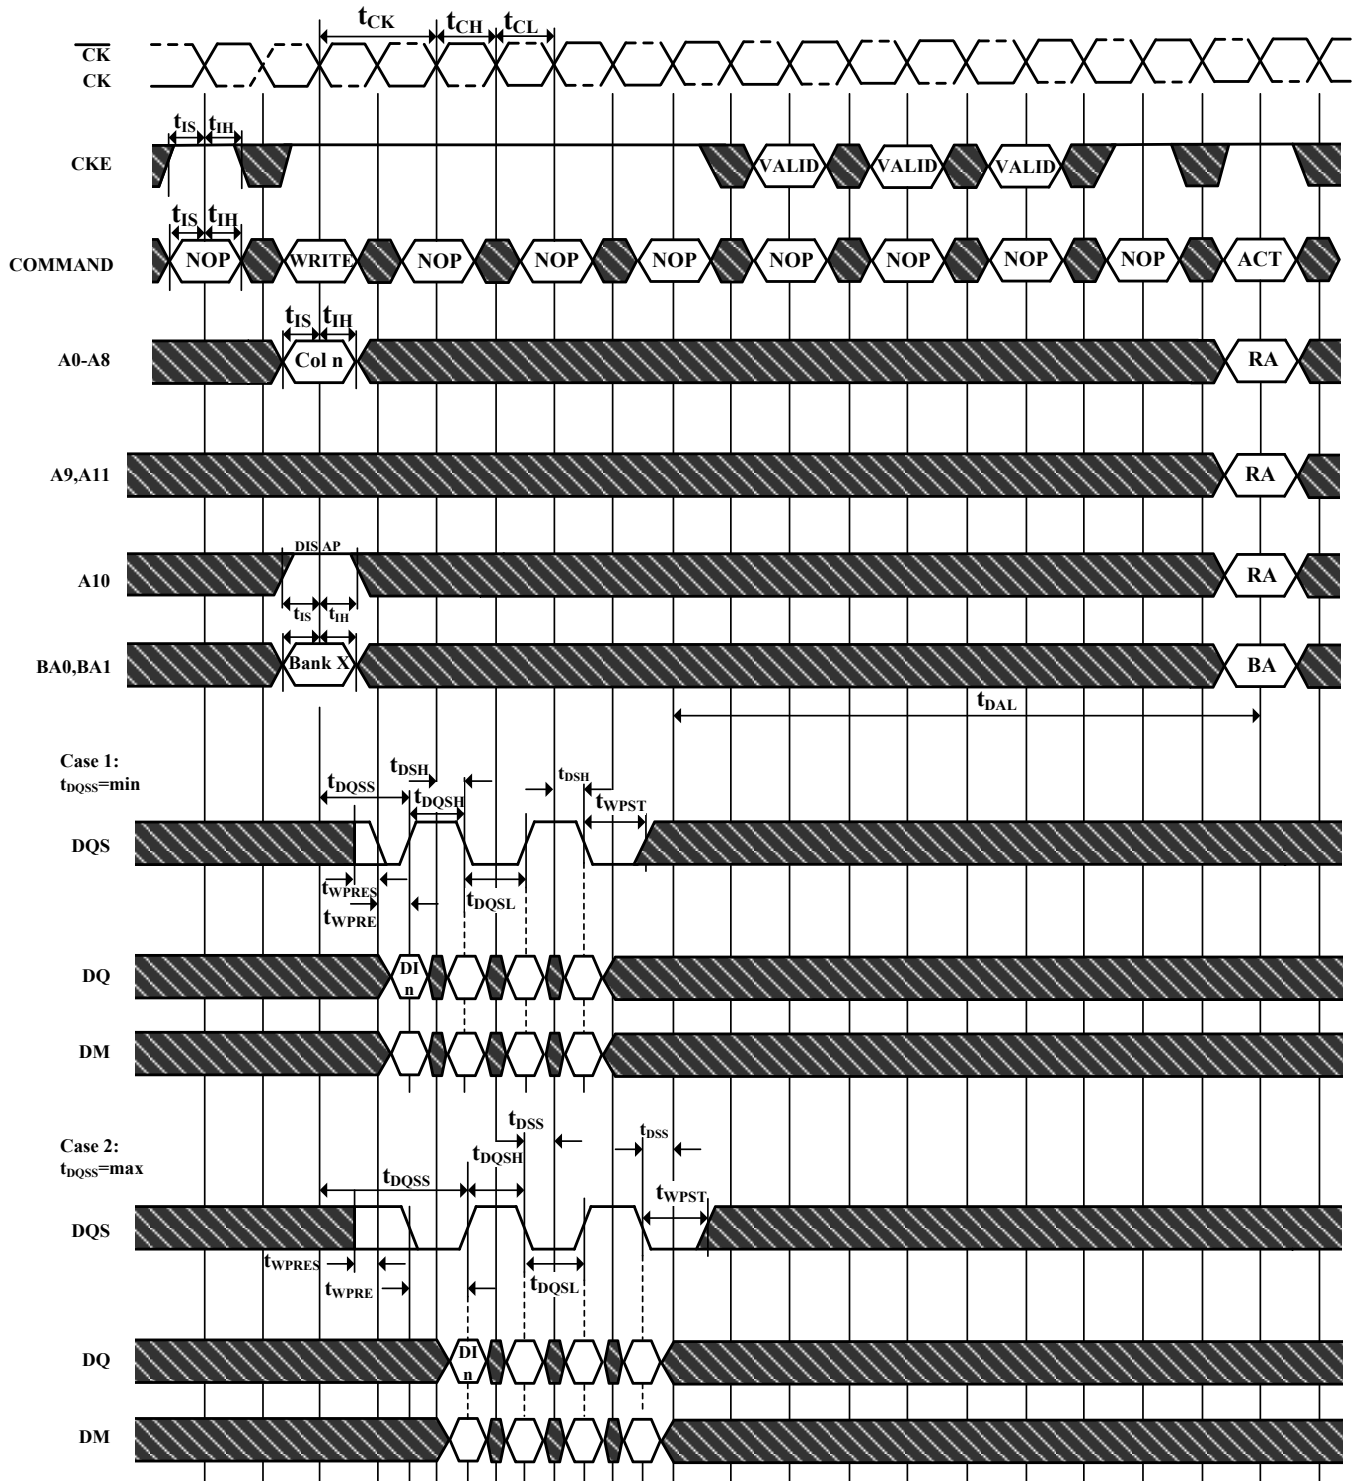 tCK tCH tCL
CK
CK
tIS tIH
CKE VALID VALID VALID
tIS tIH
COMMAND NOP WRITE NOP NOP NOP NOP NOP NOP NOP ACT
tIS tIH
A0-A8 Col n RA
A9,A11 RA
DIS AP
A10 RA
tIS tIH
BA0,BA1 Bank X BA
tDAL
Case 1:
tDQSS=min
tDSH tDSH
tDQSS tDQSH tWPST
DQS
tWPRES tDQSL
tWPRE
DQ DI
n
DM
tDSS tDSS
Case 2:
tDQSS=max
tDQSH
tDQSS tWPST
DQS
tWPRES
tWPRE tDQSL
DQ DI
n
DM